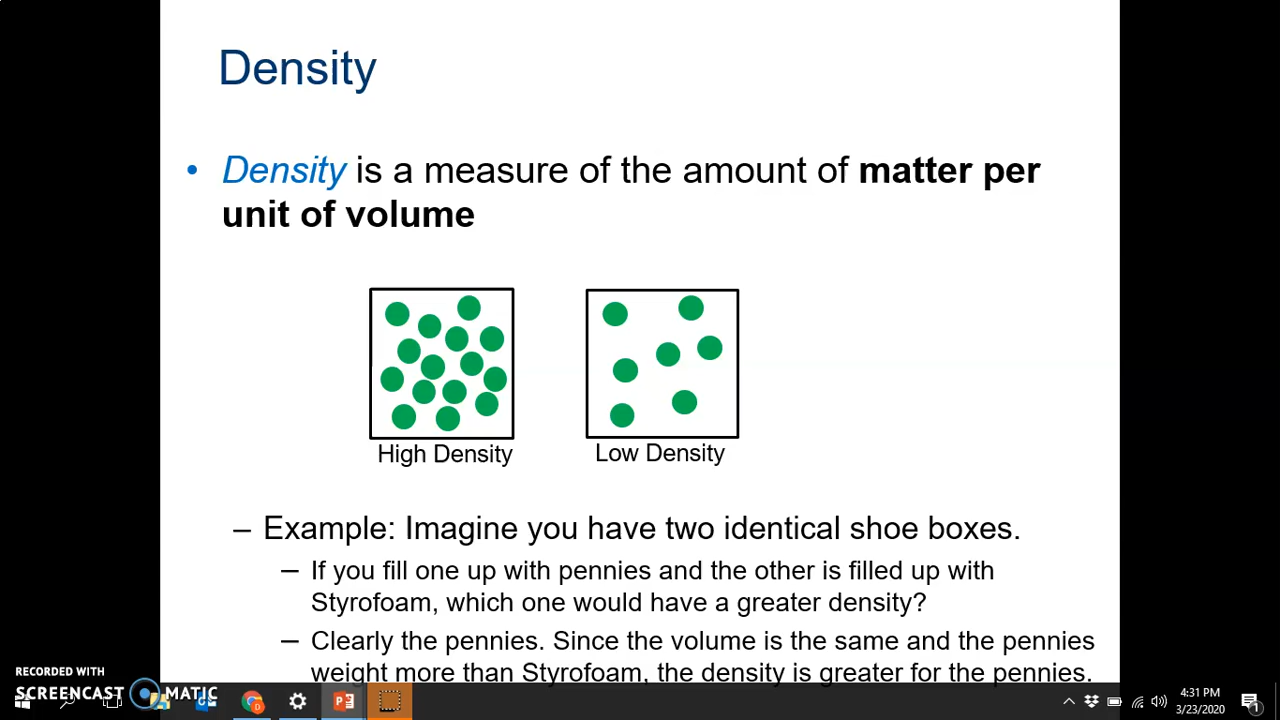 Density
• Density is a measure of the amount of matter per
unit of volume
High Density
Low Density
– Example: Imagine you have two identical shoe boxes.
– If you fill one up with pennies and the other is filled up with
Styrofoam, which one would have a greater density?
– Clearly the pennies. Since the volume is the same and the pennies
weight more than Styrofoam, the density is greater for the pennies.
RECORDED WITH
SCREENCAST MATIC
4:31 PM
3/23/2020
1